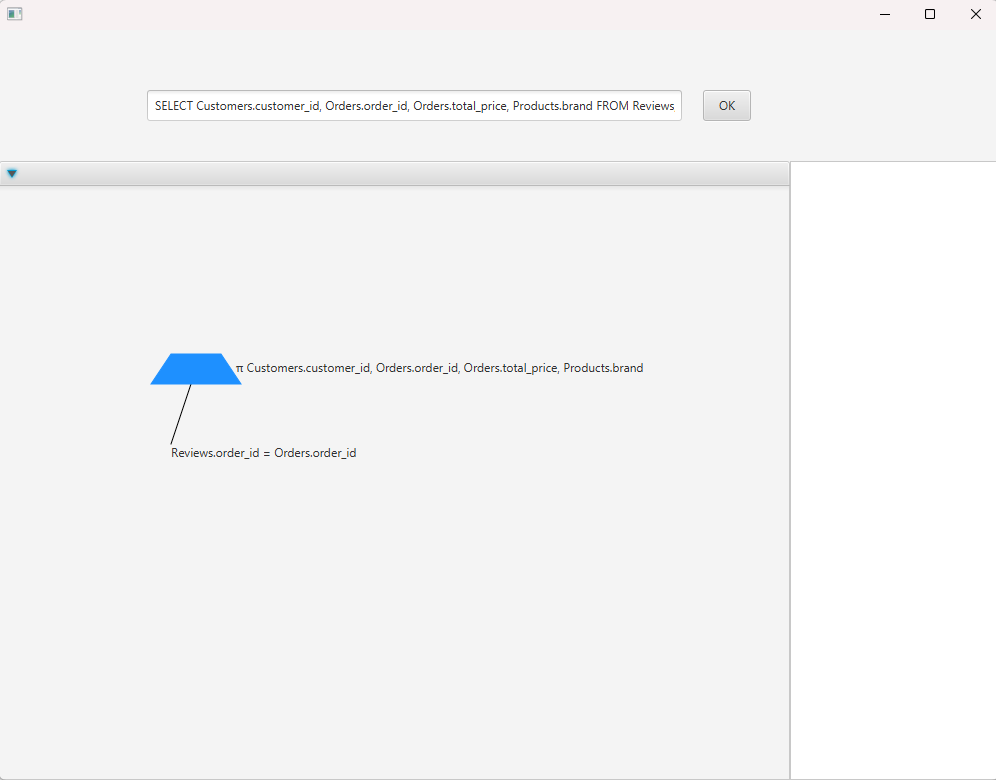 SELECT Customers.customer_id, Orders.order_id, Orders.total_price, Products.brand FROM Reviews
OK
π Customers.customer_id, Orders.order_id, Orders.total_price, Products.brand
Reviews.order_id = Orders.order_id